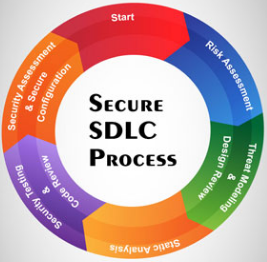 Start
Risk Assessment
Threat Modeling
&
Design Review
Static Analysis
Code Review
&
Security Testing
Security Assessment
& Secure
Configuration
SECURE
SDLC
PROCESS